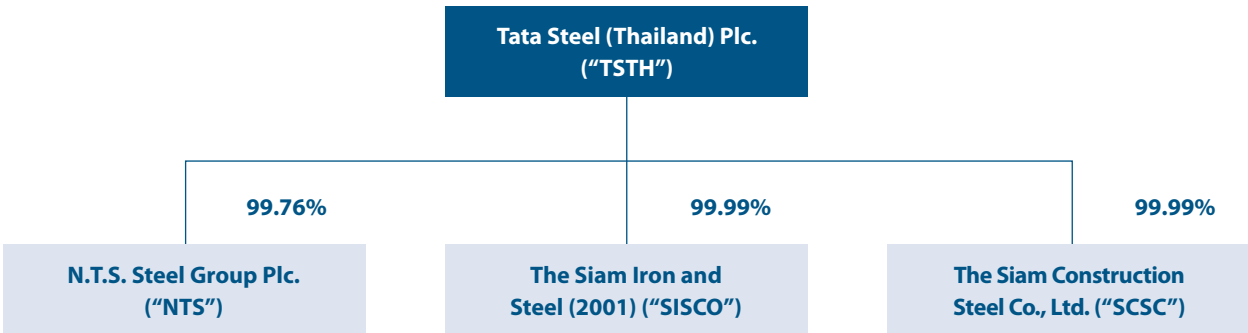 Tata Steel (Thailand) Plc.
(“TSTH”)
99.76%
99.99%
99.99%
N.T.S. Steel Group Plc.
(“NTS”)
The Siam Iron and
Steel (2001) (“SISCO”)
The Siam Construction
Steel Co., Ltd. (“SCSC”)